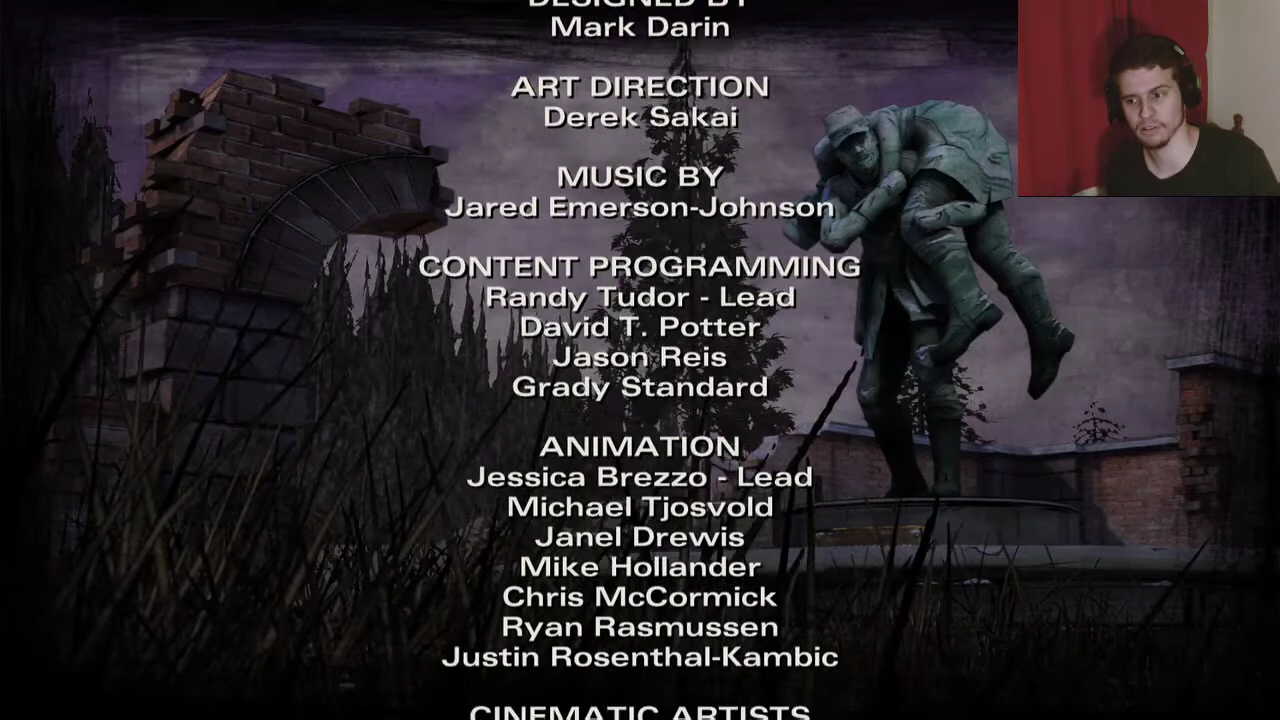 DESIGNED BY
Mark Darin
ART DIRECTION
Derek Sakai
MUSIC BY
Jared Emerson-Johnson
CONTENT PROGRAMMING
Randy Tudor - Lead
David T. Potter
Jason Reis
Grady Standard
ANIMATION
Jessica Brezzo - Lead
Michael Tjosvold
Janel Drewis
Mike Hollander
Chris McCormick
Ryan Rasmussen
Justin Rosenthal-Kambic
CINEMATIC ARTISTS